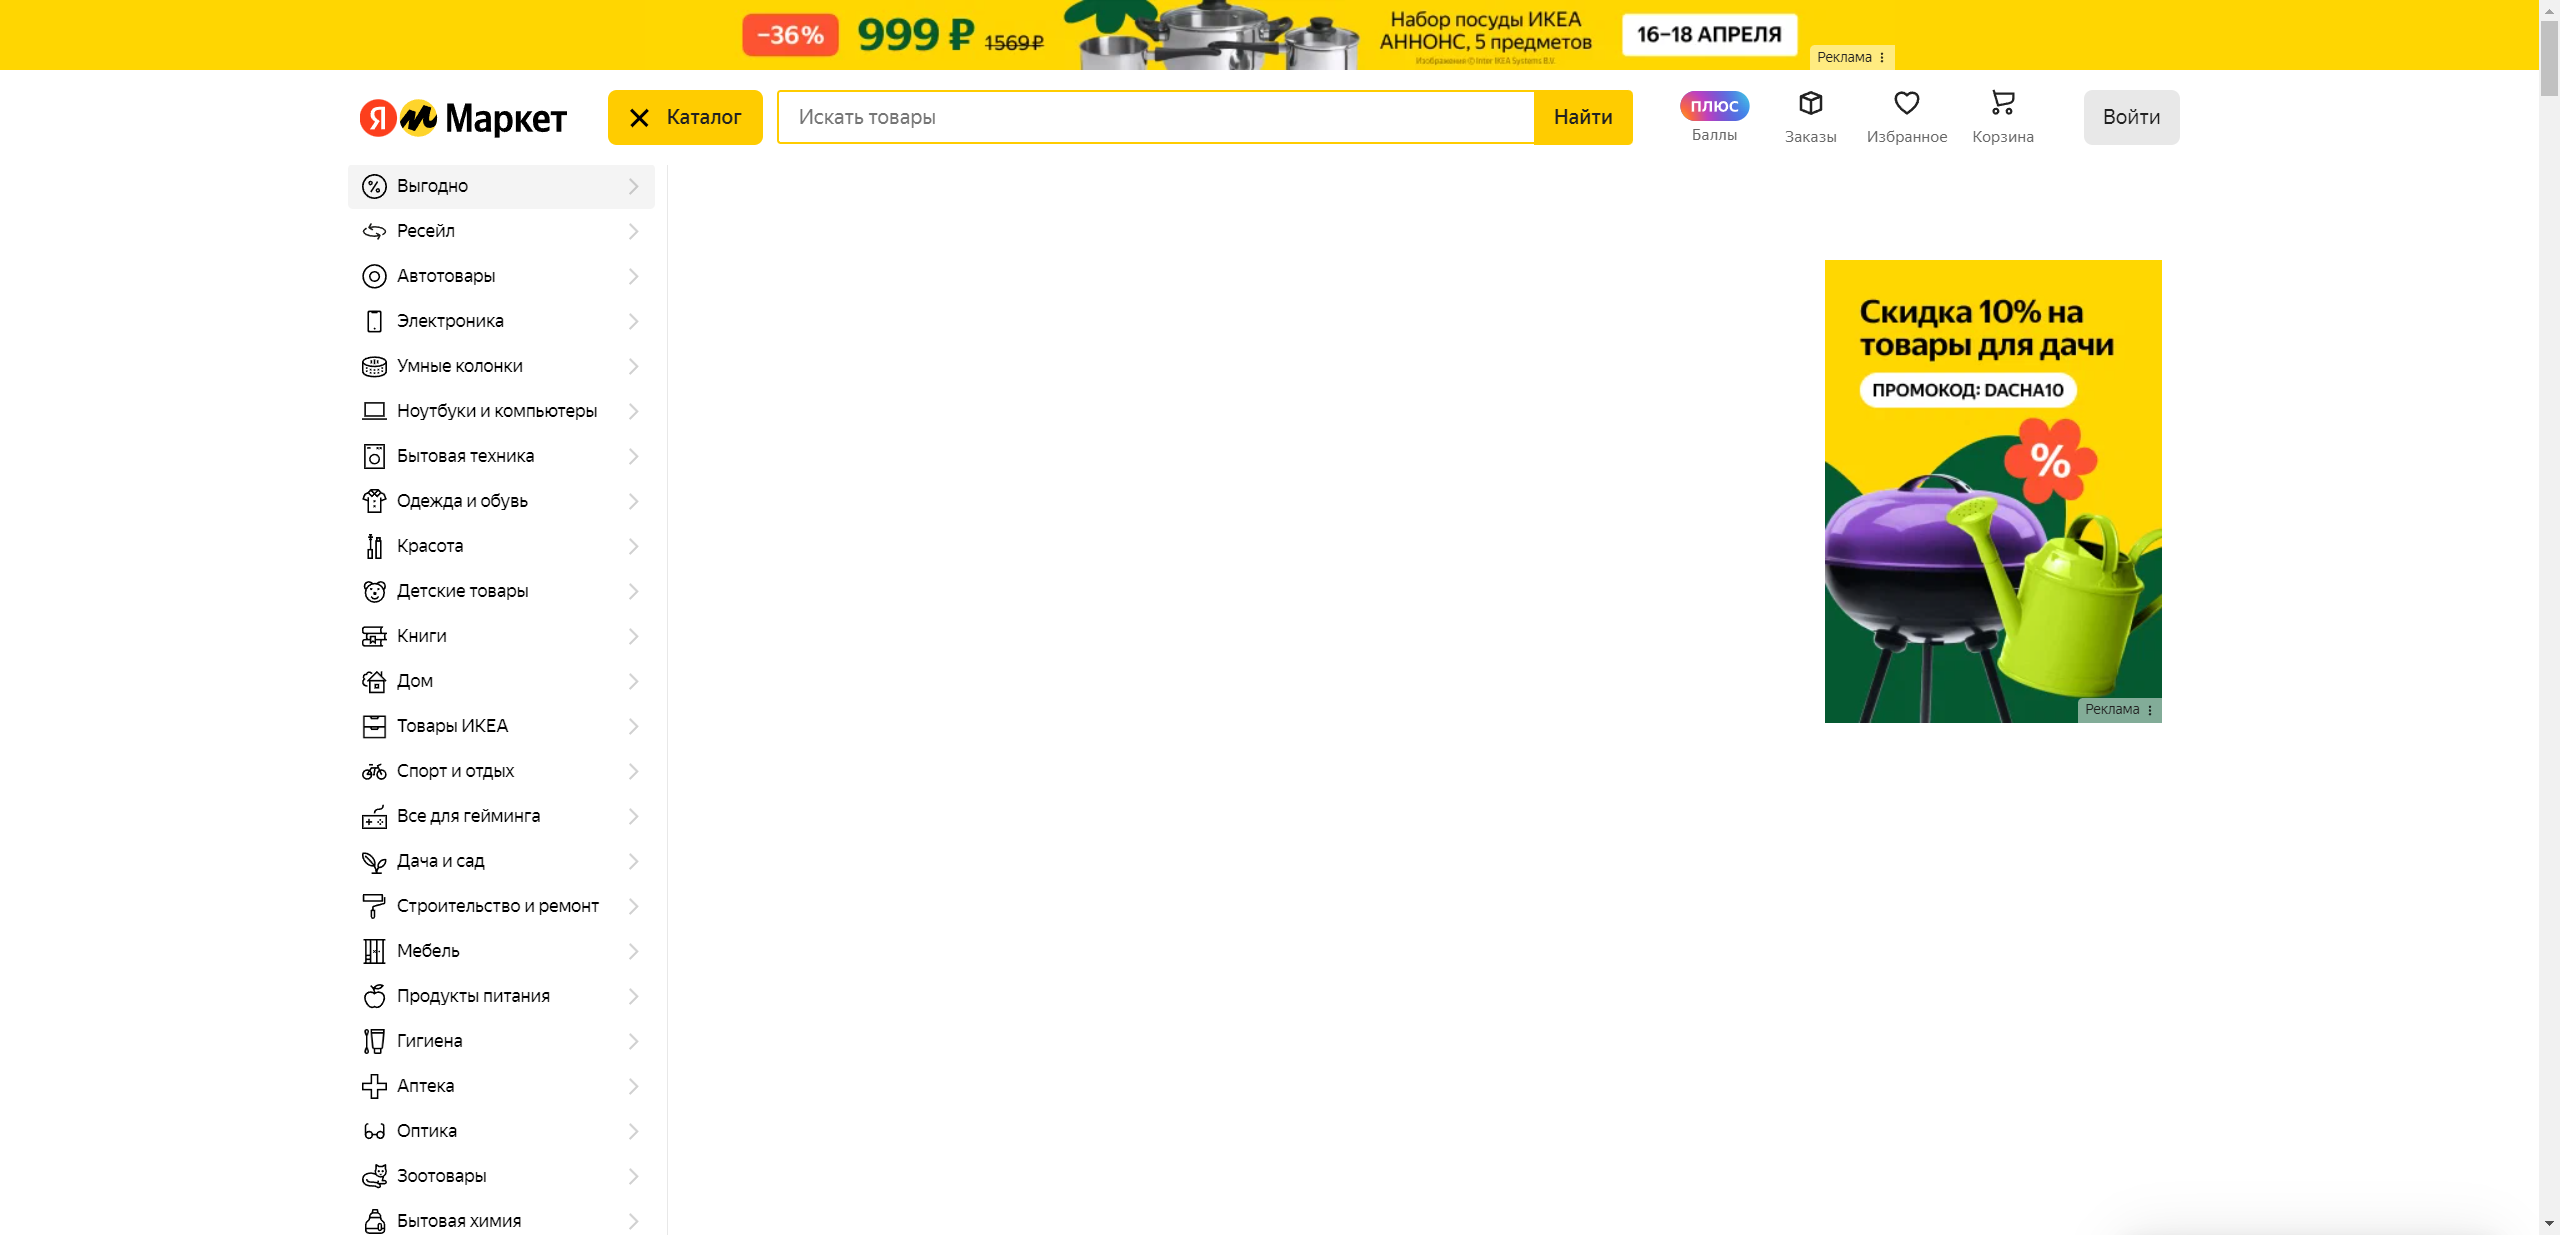 -36%
999 ₽ 1569 ₽
Набор посуды ИКЕА
АННОНС, 5 предметов
Изображения © Inter IKEA Systems B.V.
16–18 АПРЕЛЯ
Реклама
Я Маркет
Каталог
Искать товары
Найти
плюс
Баллы
Заказы
Избранное
Корзина
Войти
Выгодно
Ресейл
Автотовары
Электроника
Умные колонки
Ноутбуки и компьютеры
Бытовая техника
Одежда и обувь
Красота
Детские товары
Книги
Дом
Товары ИКЕА
Спорт и отдых
Все для гейминга
Дача и сад
Строительство и ремонт
Мебель
Продукты питания
Гигиена
Аптека
Оптика
Зоотовары
Бытовая химия
Скидка 10% на
товары для дачи
ПРОМОКОД: DACHA10
%
Реклама